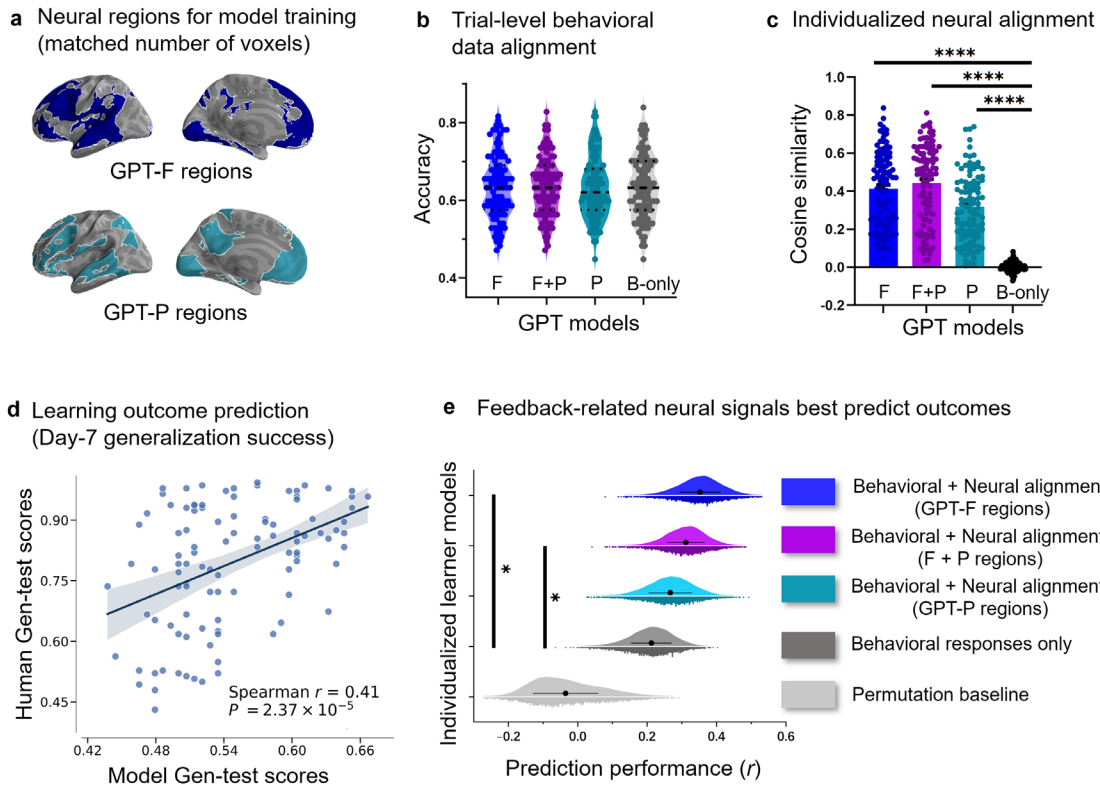 a Neural regions for model training
(matched number of voxels)
GPT-F regions
GPT-P regions
b Trial-level behavioral
data alignment
Accuracy
0.8
0.6
0.4
F F+P P B-only
GPT models
c Individualized neural alignment
****
****
****
Cosine similarity
1.0
0.8
0.6
0.4
0.2
0.0
-0.2
F F+P P B-only
GPT models
d Learning outcome prediction
(Day-7 generalization success)
Human Gen-test scores
0.90
0.75
0.60
0.45
Spearman r = 0.41
P = 2.37 × 10⁻⁵
0.42 0.48 0.54 0.60 0.66
Model Gen-test scores
e Feedback-related neural signals best predict outcomes
Individualized learner models
*
*
−0.2 0.0 0.2 0.4 0.6
Prediction performance (r)
Behavioral + Neural alignmen
(GPT-F regions)
Behavioral + Neural alignment
(F + P regions)
Behavioral + Neural alignment
(GPT-P regions)
Behavioral responses only
Permutation baseline